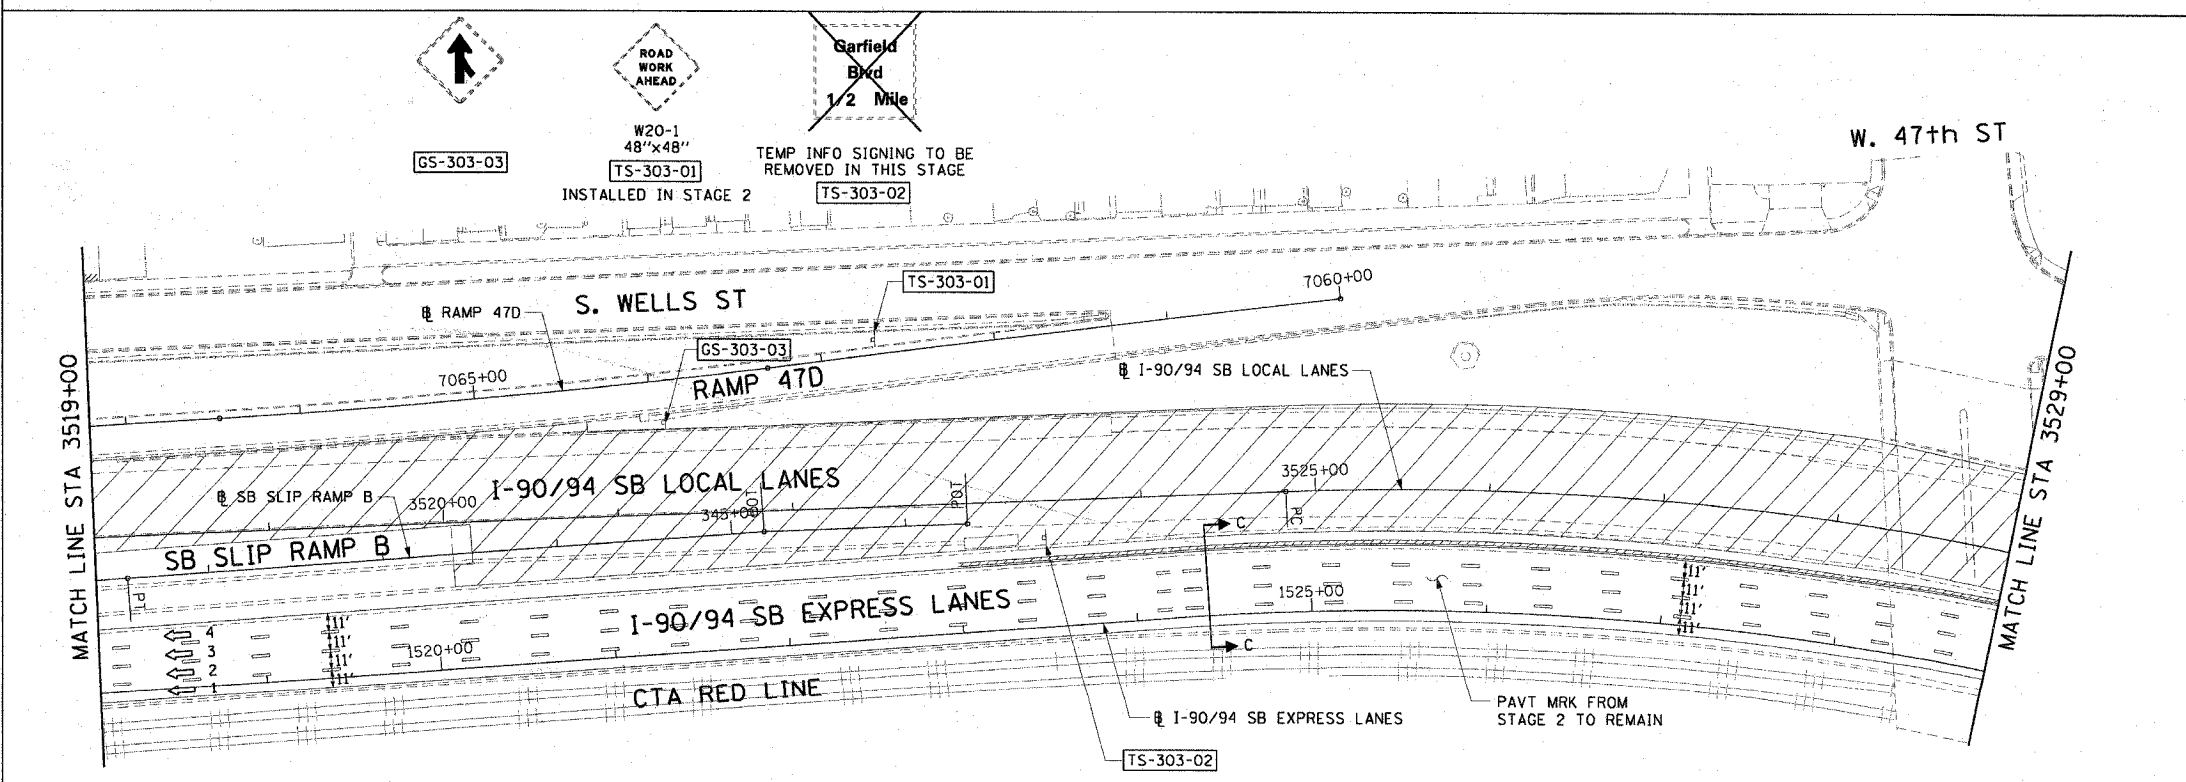 ROAD
WORK
AHEAD
Garfield
Blvd
1/2 Mile
GS-303-03
W20-1
48"x48"
TS-303-01
INSTALLED IN STAGE 2
TEMP INFO SIGNING TO BE
REMOVED IN THIS STAGE
TS-303-02
W. 47th ST
MATCH LINE STA 3519+00
℄ RAMP 47D
S. WELLS ST
TS-303-01
7060+00
GS-303-03
7065+00
RAMP 47D
℄ I-90/94 SB LOCAL LANES
MATCH LINE STA 3529+00
I-90/94 SB LOCAL LANES
℄ SB SLIP RAMP B
3520+00
345+00
POT
POT
3525+00
PC
C
SB SLIP RAMP B
PT
I-90/94 SB EXPRESS LANES
1525+00
11'
11'
11'
11'
4
3
2
1
11'
11'
11'
11'
1520+00
C
CTA RED LINE
℄ I-90/94 SB EXPRESS LANES
PAVT MRK FROM
STAGE 2 TO REMAIN
TS-303-02